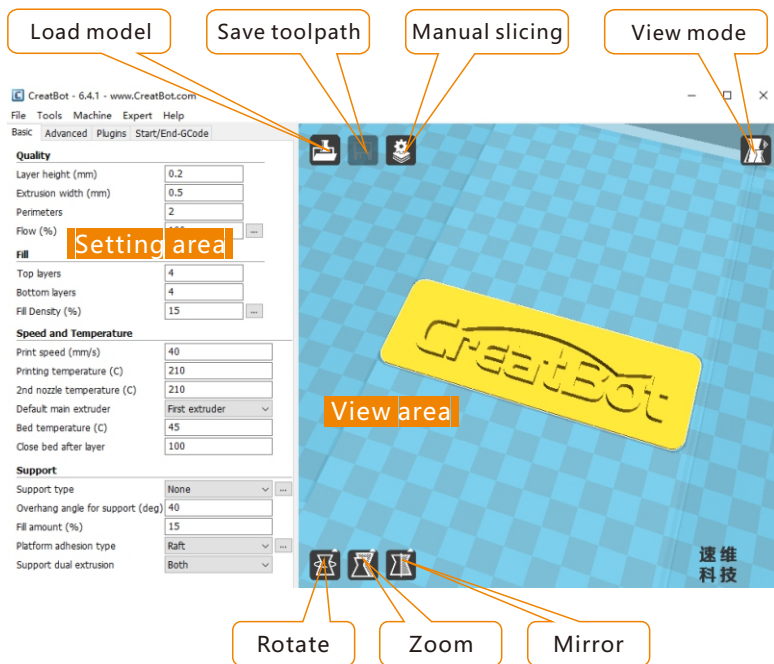 Load model
Save toolpath
Manual slicing
View mode
CreatBot - 6.4.1 - www.CreatBot.com
File Tools Machine Expert Help
Basic Advanced Plugins Start/End-GCode
Quality
Layer height (mm) 0.2
Extrusion width (mm) 0.5
Perimeters 2
Flow (%) ...
Setting area
Fill
Top layers 4
Bottom layers 4
Fill Density (%) 15 ...
Speed and Temperature
Print speed (mm/s) 40
Printing temperature (C) 210
2nd nozzle temperature (C) 210
Default main extruder First extruder
Bed temperature (C) 45
Close bed after layer 100
Support
Support type None ...
Overhang angle for support (deg) 40
Fill amount (%) 15
Platform adhesion type Raft ...
Support dual extrusion Both
CreatBot
View area
速维
科技
Rotate
Zoom
Mirror